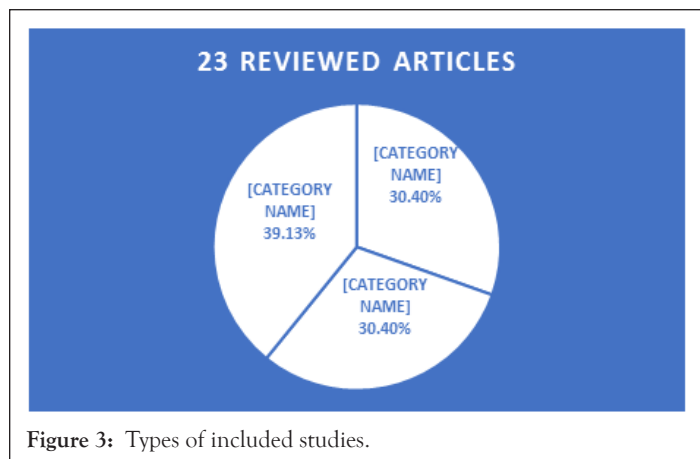 23 REVIEWED ARTICLES
[CATEGORY
NAME]
30.40%
[CATEGORY
NAME]
39.13%
[CATEGORY
NAME]
30.40%
Figure 3: Types of included studies.